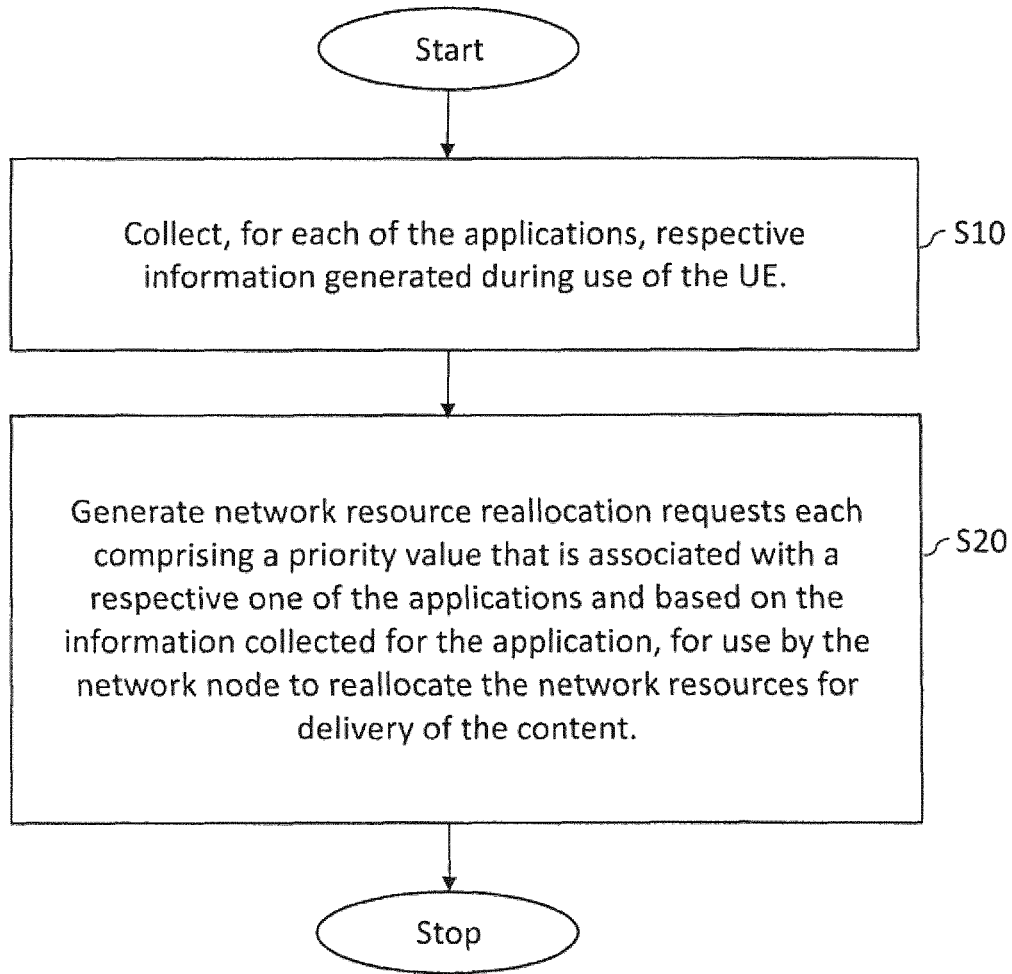 Start
Collect, for each of the applications, respective
information generated during use of the UE.
S10
Generate network resource reallocation requests each
comprising a priority value that is associated with a
respective one of the applications and based on the
information collected for the application, for use by the
network node to reallocate the network resources for
delivery of the content.
S20
Stop